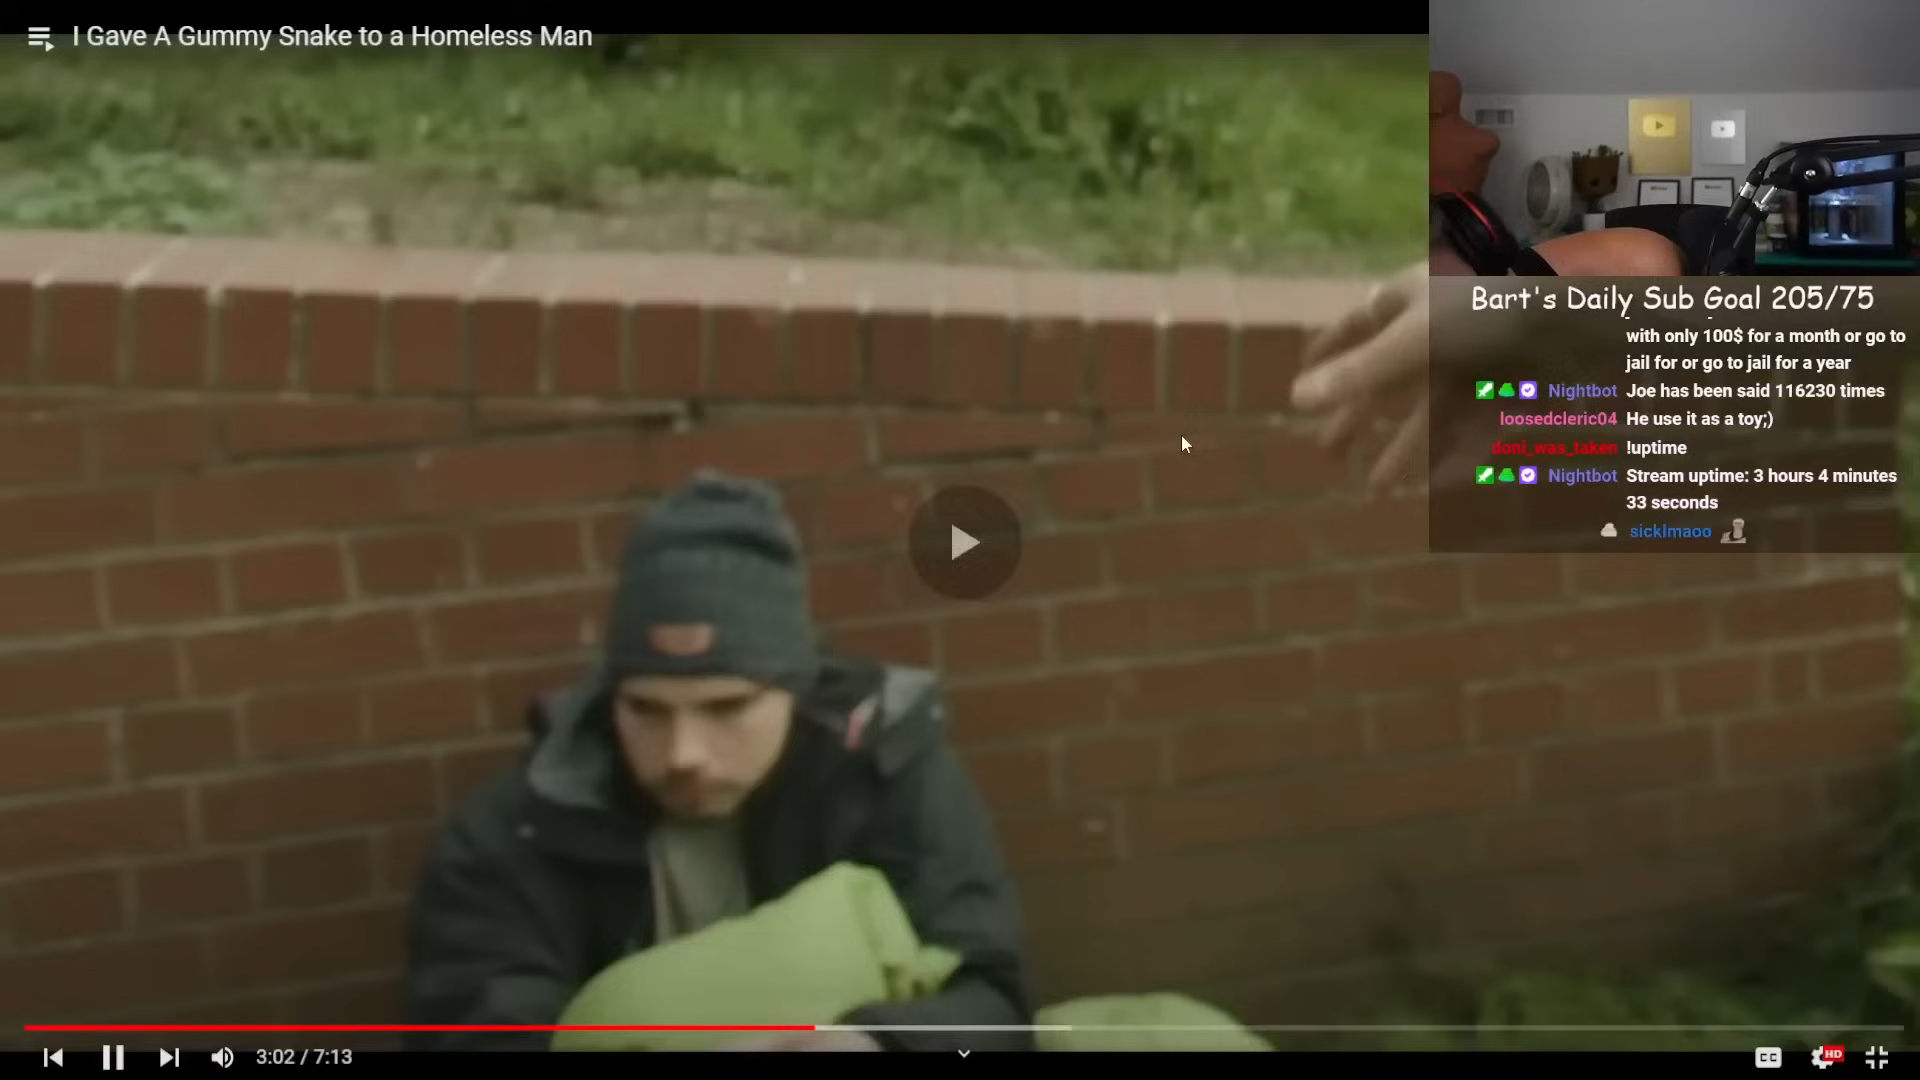 I Gave A Gummy Snake to a Homeless Man
Bart's Daily Sub Goal 205/75
with only 100$ for a month or go to
jail for or go to jail for a year
Nightbot Joe has been said 116230 times
loosedcleric04 He use it as a toy;)
doni_was_taken !uptime
Nightbot Stream uptime: 3 hours 4 minutes
33 seconds
sicklmaoo
3:02 / 7:13
CC
HD